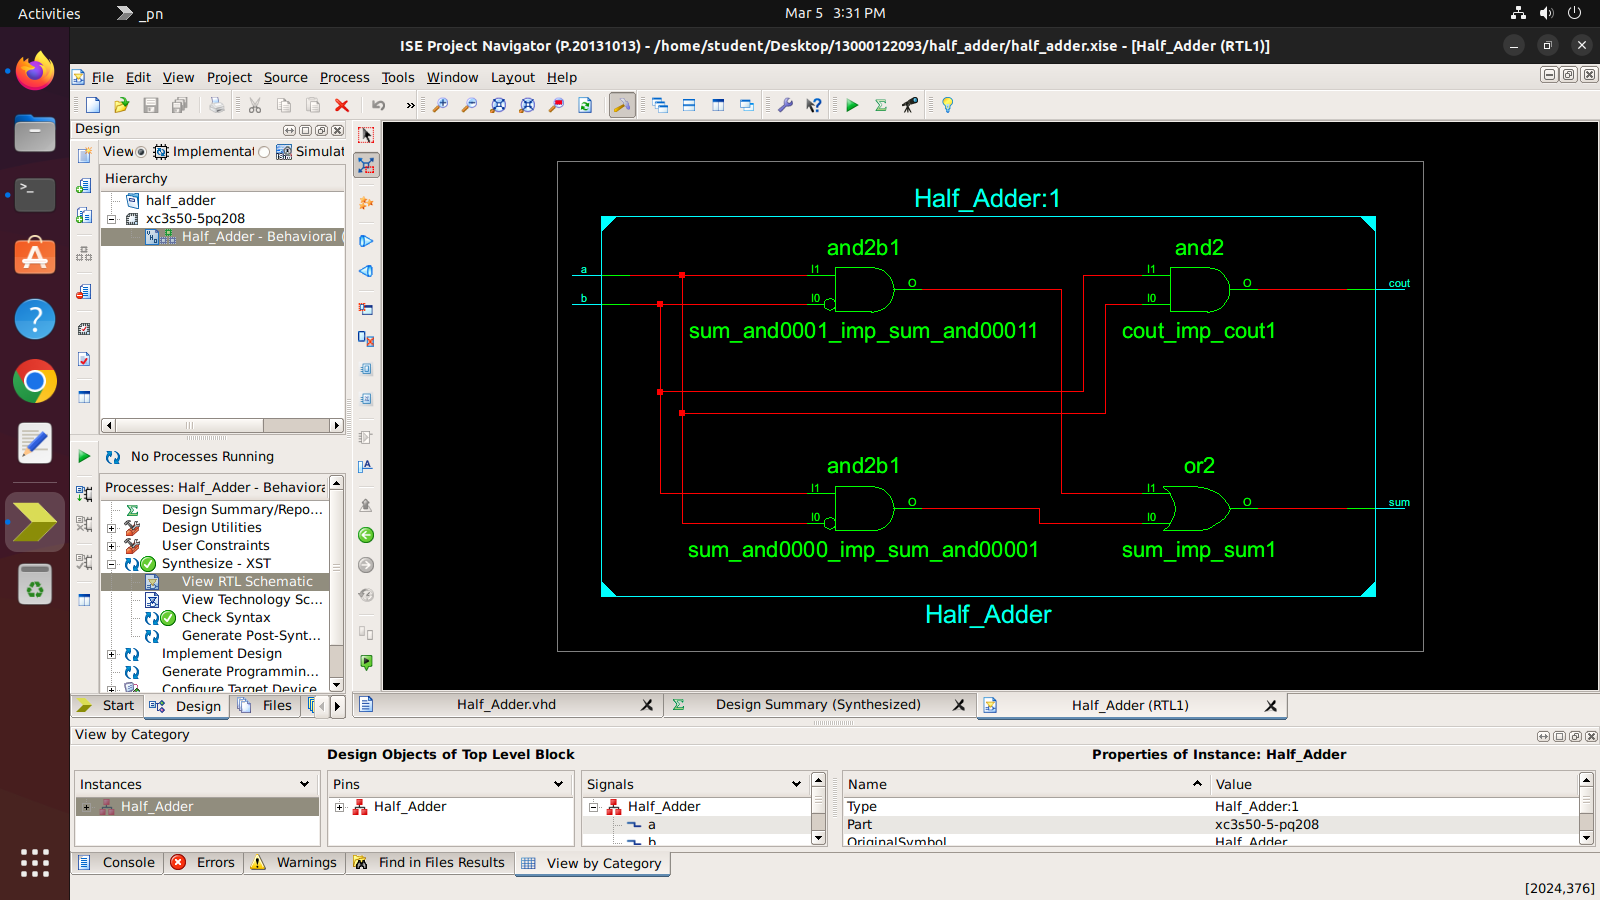 Activities
_pn
Mar 5 3:31 PM
ISE Project Navigator (P.20131013) - /home/student/Desktop/13000122093/half_adder/half_adder.xise - [Half_Adder (RTL1)]
File Edit View Project Source Process Tools Window Layout Help
Design
View Implementat Simulat
Hierarchy
half_adder
xc3s50-5pq208
Half_Adder - Behavioral (
No Processes Running
Processes: Half_Adder - Behaviora
Design Summary/Repo...
Design Utilities
User Constraints
Synthesize - XST
View RTL Schematic
View Technology Sc...
Check Syntax
Generate Post-Synt...
Implement Design
Generate Programmin...
Configure Target Device
Start Design Files
Half_Adder:1
and2b1
and2
a
I1
O
I1
O
cout
b
I0
I0
sum_and0001_imp_sum_and00011
cout_imp_cout1
and2b1
or2
I1
O
I1
O
sum
I0
I0
sum_and0000_imp_sum_and00001
sum_imp_sum1
Half_Adder
Half_Adder.vhd
Design Summary (Synthesized)
Half_Adder (RTL1)
View by Category
Design Objects of Top Level Block
Properties of Instance: Half_Adder
Instances
Half_Adder
Pins
Half_Adder
Signals
Half_Adder
a
b
Name Value
Type Half_Adder:1
Part xc3s50-5-pq208
OriginalSymbol Half_Adder
Console Errors Warnings Find in Files Results View by Category
[2024,376]